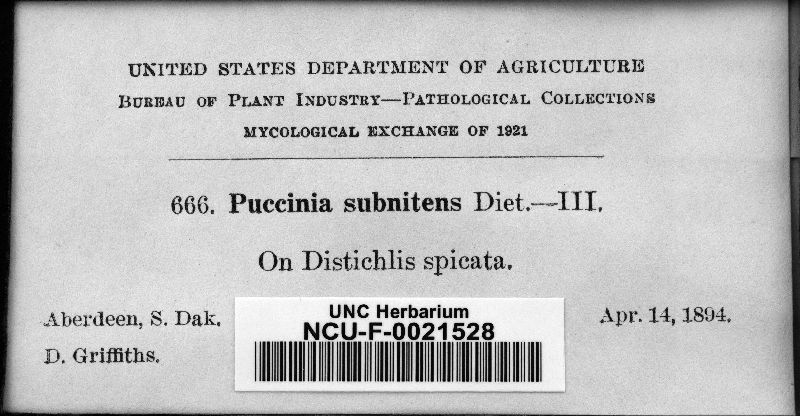 UNITED STATES DEPARTMENT OF AGRICULTURE
BUREAU OF PLANT INDUSTRY—PATHOLOGICAL COLLECTIONS
MYCOLOGICAL EXCHANGE OF 1921
666. Puccinia subnitens Diet.—III.
On Distichlis spicata.
Aberdeen, S. Dak.
Apr. 14, 1894.
D. Griffiths.
UNC Herbarium
NCU-F-0021528